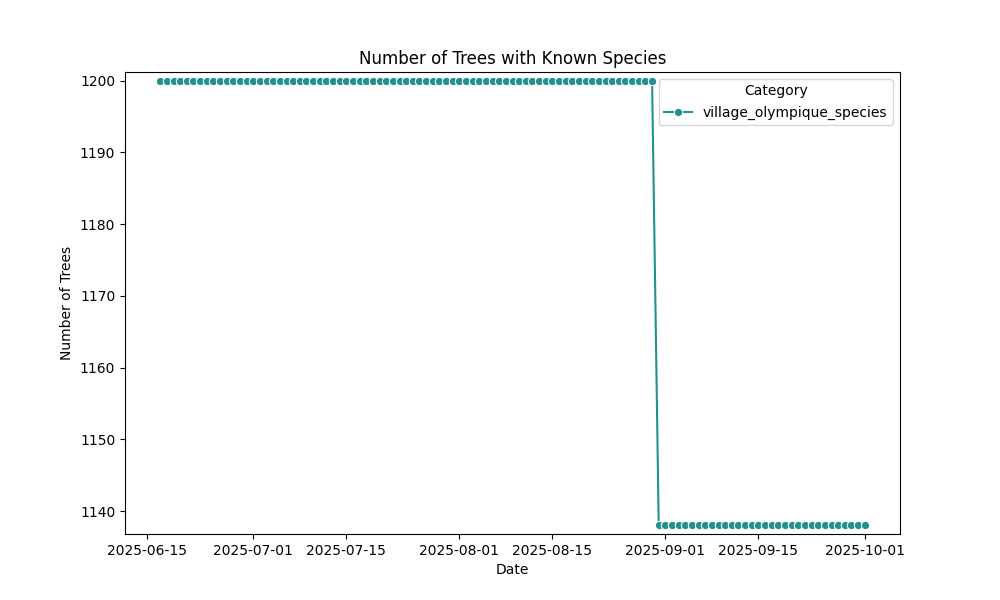 Number of Trees with Known Species
Category
village_olympique_species
1200
1190
1180
1170
1160
1150
1140
Number of Trees
2025-06-15 2025-07-01 2025-07-15 2025-08-01 2025-08-15 2025-09-01 2025-09-15 2025-10-01
Date